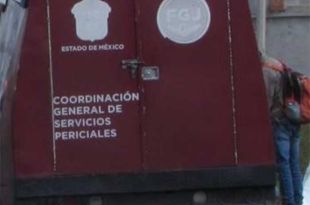 FGJ
ESTADO DE MÉXICO
COORDINACIÓN
GENERAL DE
SERVICIOS
PERICIALES